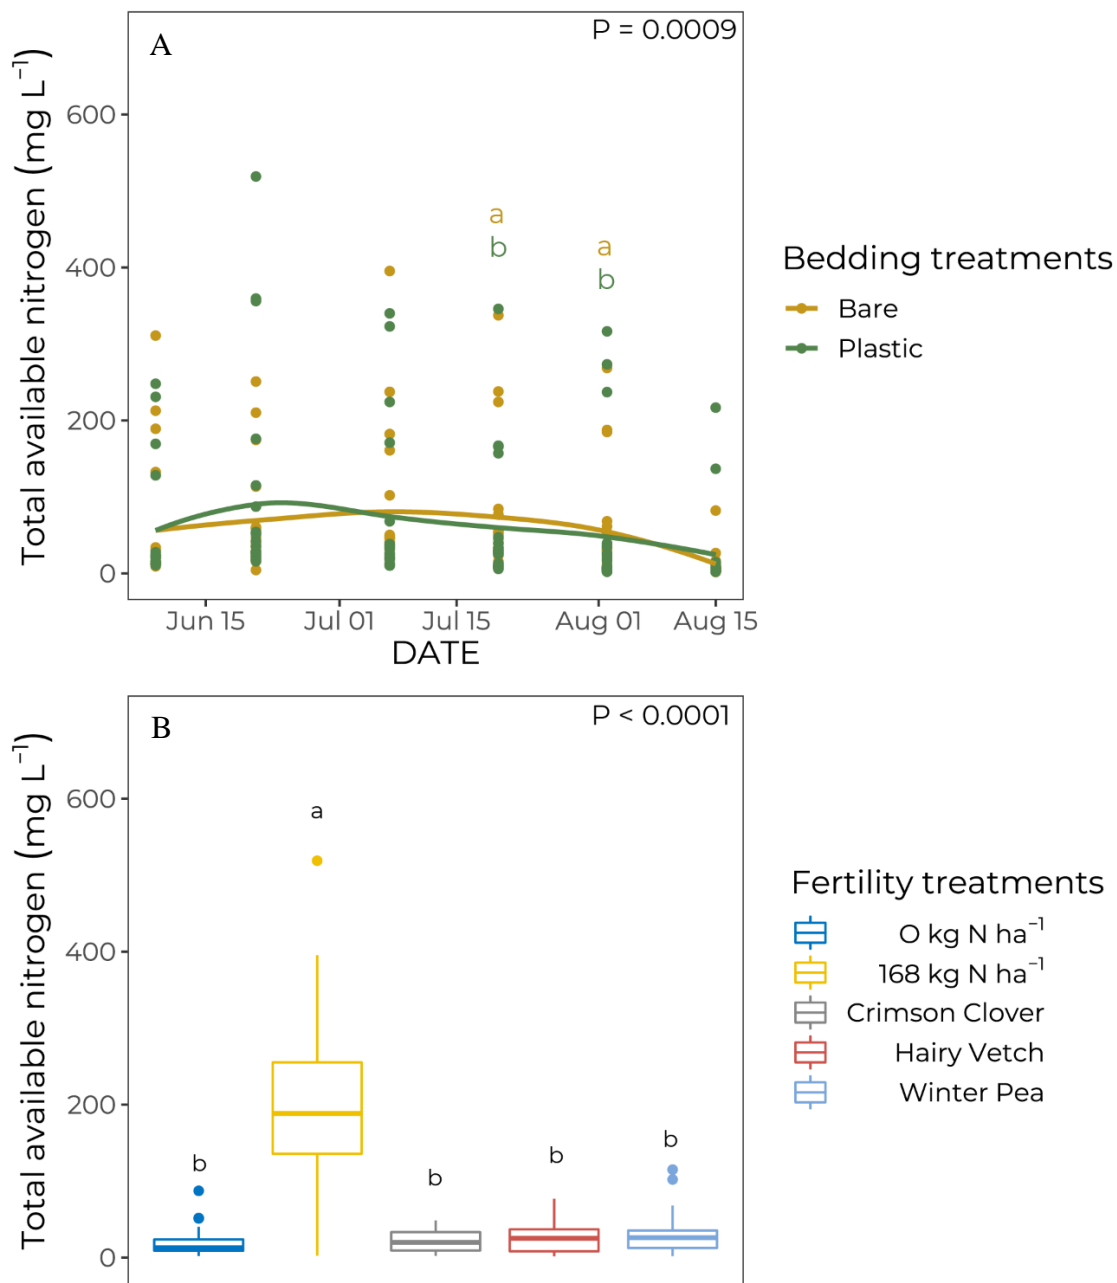 A
P = 0.0009
Total available nitrogen (mg L⁻¹)
600
400
200
0
a
b
a
b
Jun 15
Jul 01
Jul 15
Aug 01
Aug 15
DATE
Bedding treatments
Bare
Plastic
B
P < 0.0001
Total available nitrogen (mg L⁻¹)
600
400
200
0
b
a
b
b
b
Fertility treatments
O kg N ha⁻¹
168 kg N ha⁻¹
Crimson Clover
Hairy Vetch
Winter Pea